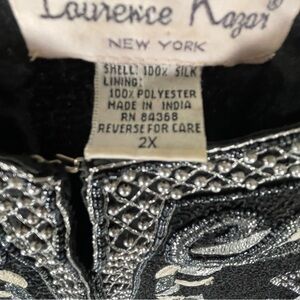 Laurence Kazar®
NEW YORK
SHELL: 100% SILK
LINING:
100% POLYESTER
MADE IN INDIA
RN 84368
REVERSE FOR CARE
2X